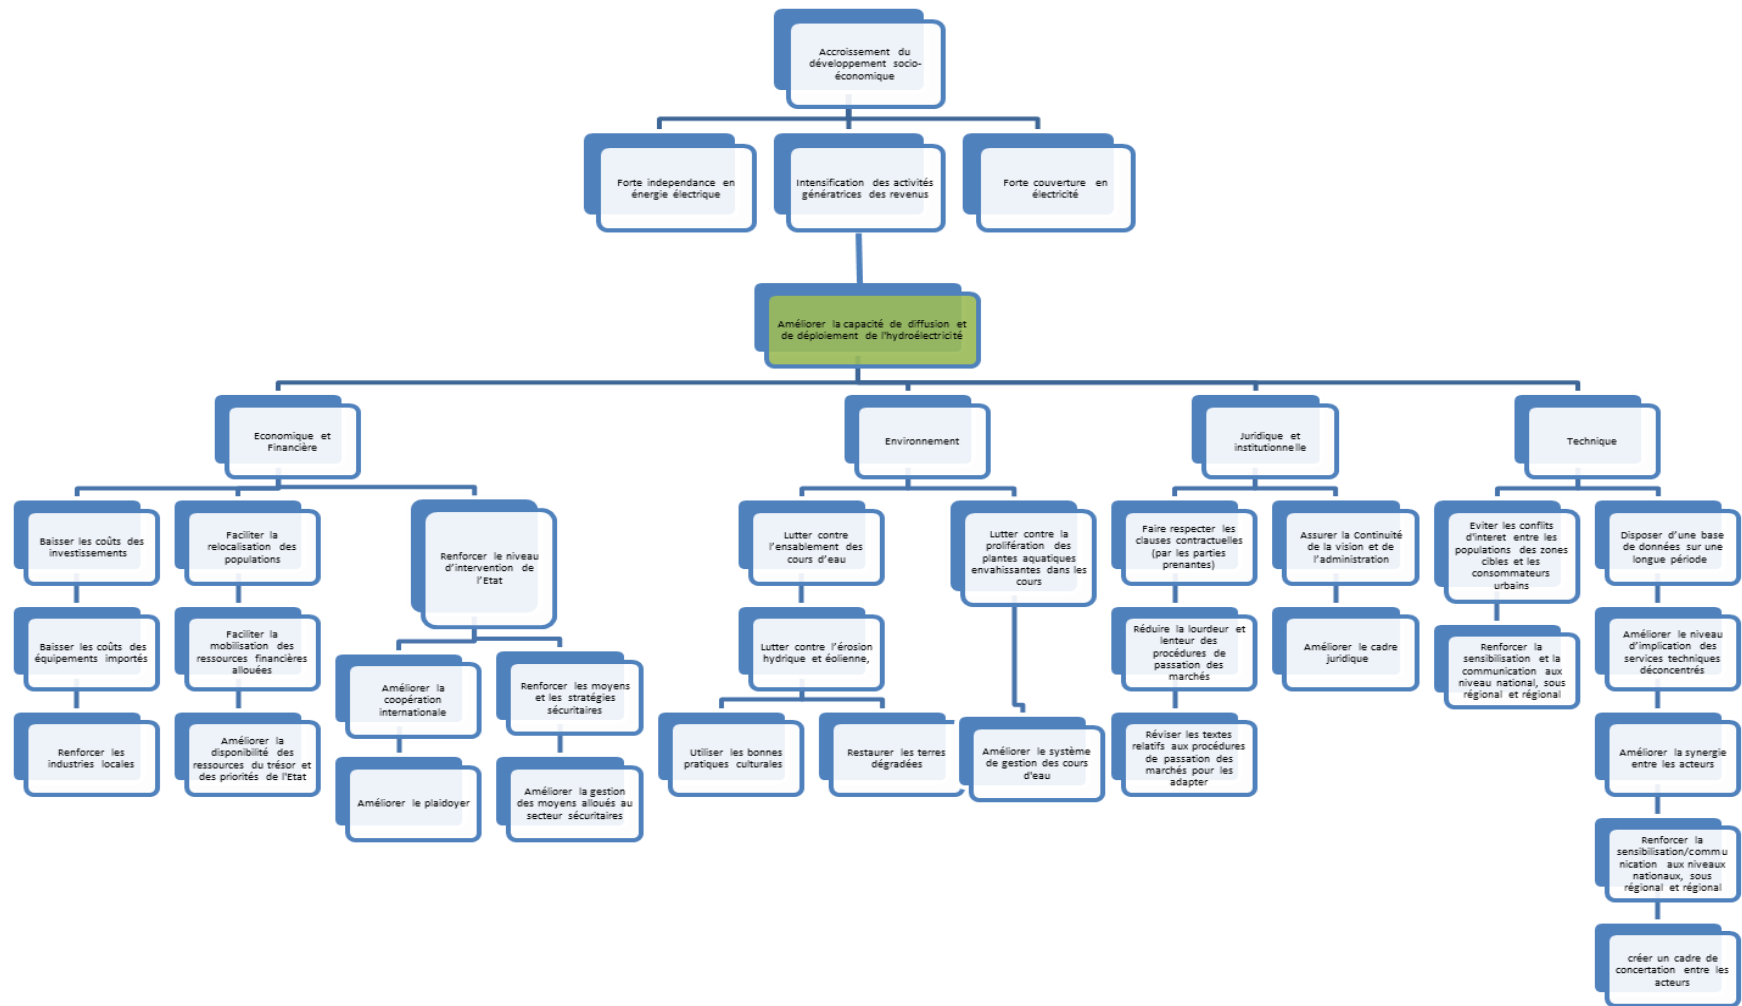 Accroissement du
développement socio-
économique
Forte independance en
énergie électrique
Intensification des activités
génératrices des revenus
Forte couverture en
électricité
Améliorer la capacité de diffusion et
de déploiement de l'hydroélectricité
Economique et
Financière
Environnement
Juridique et
institutionnelle
Technique
Baisser les coûts des
investissements
Faciliter la
relocalisation des
populations
Renforcer le niveau
d'intervention de
l'Etat
Lutter contre
l'ensablement des
cours d'eau
Lutter contre la
prolifération des
plantes aquatiques
envahissantes dans les
cours
Faire respecter les
clauses contractuelles
(par les parties
prenantes)
Assurer la Continuité
de la vision et de
l'administration
Eviter les conflits
d'interet entre les
populations des zones
cibles et les
consommateurs
urbains
Disposer d'une base
de données sur une
longue période
Baisser les coûts des
équipements importés
Faciliter la
mobilisation des
ressources financières
allouées
Améliorer la
coopération
internationale
Renforcer les moyens
et les stratégies
sécuritaires
Lutter contre l'érosion
hydrique et éolienne,
Réduire la lourdeur et
lenteur des
procédures de
passation des
marchés
Améliorer le cadre
juridique
Renforcer la
sensibilisation et la
communication aux
niveau national, sous
régional et régional
Améliorer le niveau
d'implication des
services techniques
déconcentrés
Renforcer les
industries locales
Améliorer la
disponibilité des
ressources du trésor et
des priorités de l'Etat
Améliorer le plaidoyer
Améliorer la gestion
des moyens alloués au
secteur sécuritaires
Utiliser les bonnes
pratiques culturales
Restaurer les terres
dégradées
Améliorer le système
de gestion des cours
d'eau
Réviser les textes
relatifs aux procédures
de passation des
marchés pour les
adapter
Améliorer la synergie
entre les acteurs
Renforcer la
sensibilisation/commu
nication aux niveaux
nationaux, sous
régional et régional
créer un cadre de
concertation entre les
acteurs